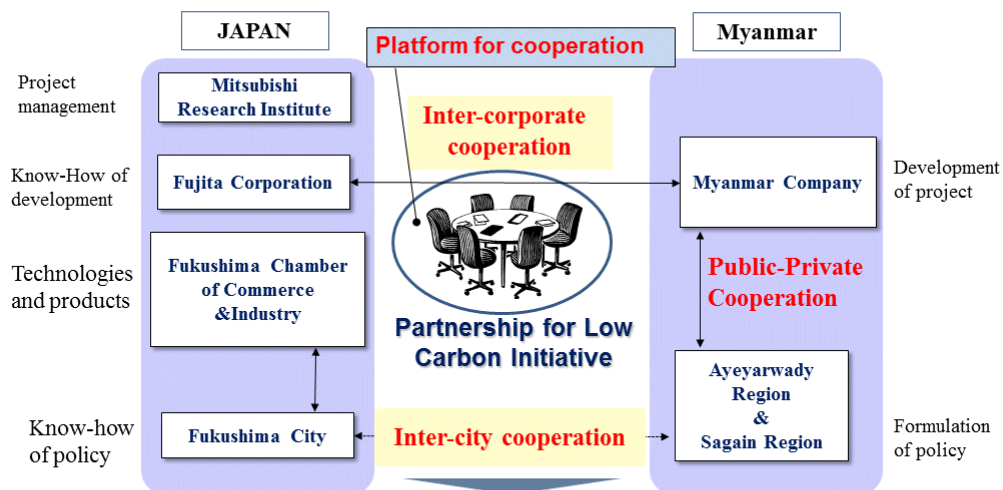 JAPAN
Platform for cooperation
Myanmar
Project
management
Mitsubishi
Research Institute
Inter-corporate
cooperation
Know-How of
development
Fujita Corporation
Myanmar Company
Development
of project
Technologies
and products
Fukushima Chamber
of Commerce
&Industry
Public-Private
Cooperation
Partnership for Low
Carbon Initiative
Ayeyarwady
Region
&
Sagain Region
Know-how
of policy
Fukushima City
Inter-city cooperation
Formulation
of policy